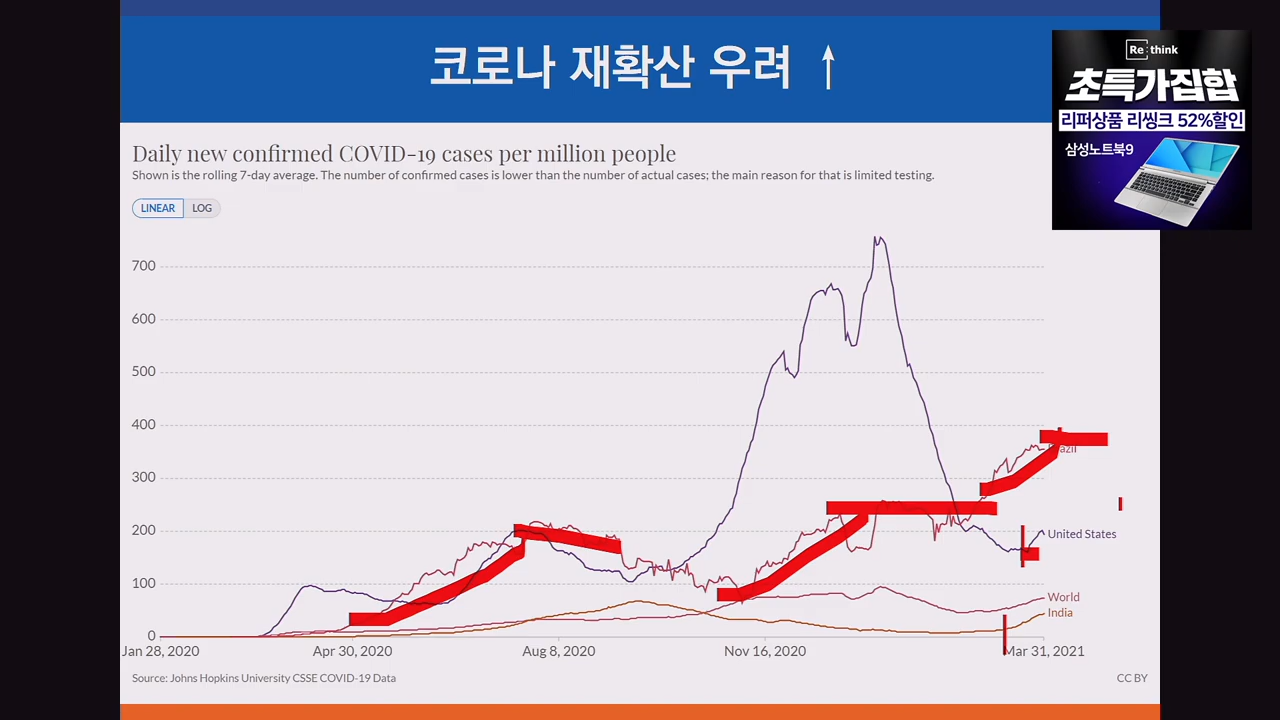 코로나 재확산 우려 ↑
Re:think
초특가집합
리퍼상품 리씽크 52%할인
삼성노트북9
Daily new confirmed COVID-19 cases per million people
Shown is the rolling 7-day average. The number of confirmed cases is lower than the number of actual cases; the main reason for that is limited testing.
LINEAR LOG
700
600
500
400
300
200
100
0
azil
United States
World
India
Jan 28, 2020
Apr 30, 2020
Aug 8, 2020
Nov 16, 2020
Mar 31, 2021
Source: Johns Hopkins University CSSE COVID-19 Data
CC BY